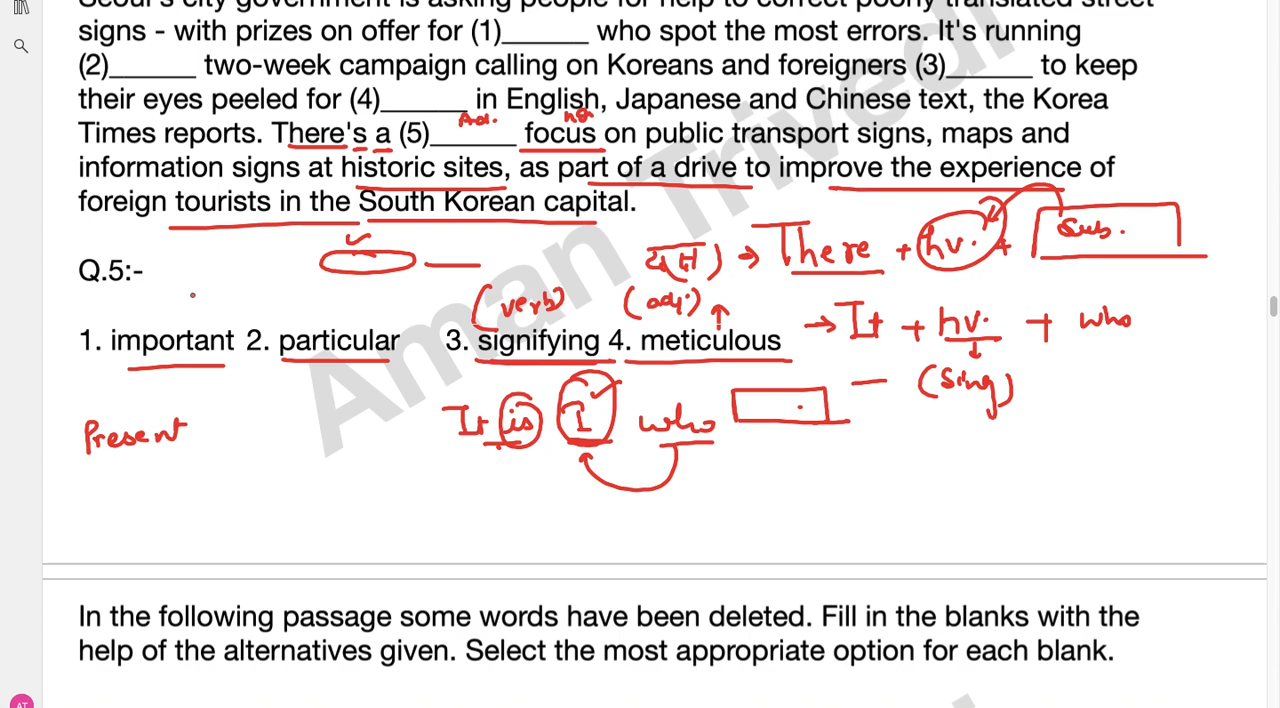 Seoul's city government is asking people for help to correct poorly translated street
signs - with prizes on offer for (1)______ who spot the most errors. It's running
(2)______ two-week campaign calling on Koreans and foreigners (3)______ to keep
their eyes peeled for (4)______ in English, Japanese and Chinese text, the Korea
Adj.
Times reports. There's a (5)______ focus on public transport signs, maps and
information signs at historic sites, as part of a drive to improve the experience of
foreign tourists in the South Korean capital.
There + hv. + Sub.
Q.5:-
(verb) (adj.)
→ It + hv. + who
1. important 2. particular 3. signifying 4. meticulous
(Sing)
Present It is I who
In the following passage some words have been deleted. Fill in the blanks with the
help of the alternatives given. Select the most appropriate option for each blank.
Aman Trivedi
AT